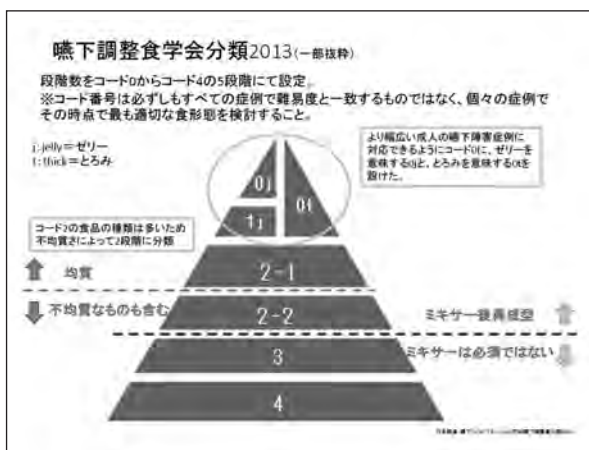 嚥下調整食学会分類2013(一部抜粋)
段階数をコード0からコード4の5段階にて設定。
※コード番号は必ずしもすべての症例で難易度と一致するものではなく、個々の症例で
その時点で最も適切な食形態を検討すること。
j:jelly=ゼリー
t:thick=とろみ
より幅広い成人の嚥下障害症例に
対応できるようにコード0に、ゼリーを
意味する0jと、とろみを意味する0tを
設けた。
0j
0t
1j
コード2の食品の種類は多いため
不均質さによって2段階に分類
均質
2-1
不均質なものも含む
2-2
ミキサー後再成型
3
ミキサーは必須ではない
4